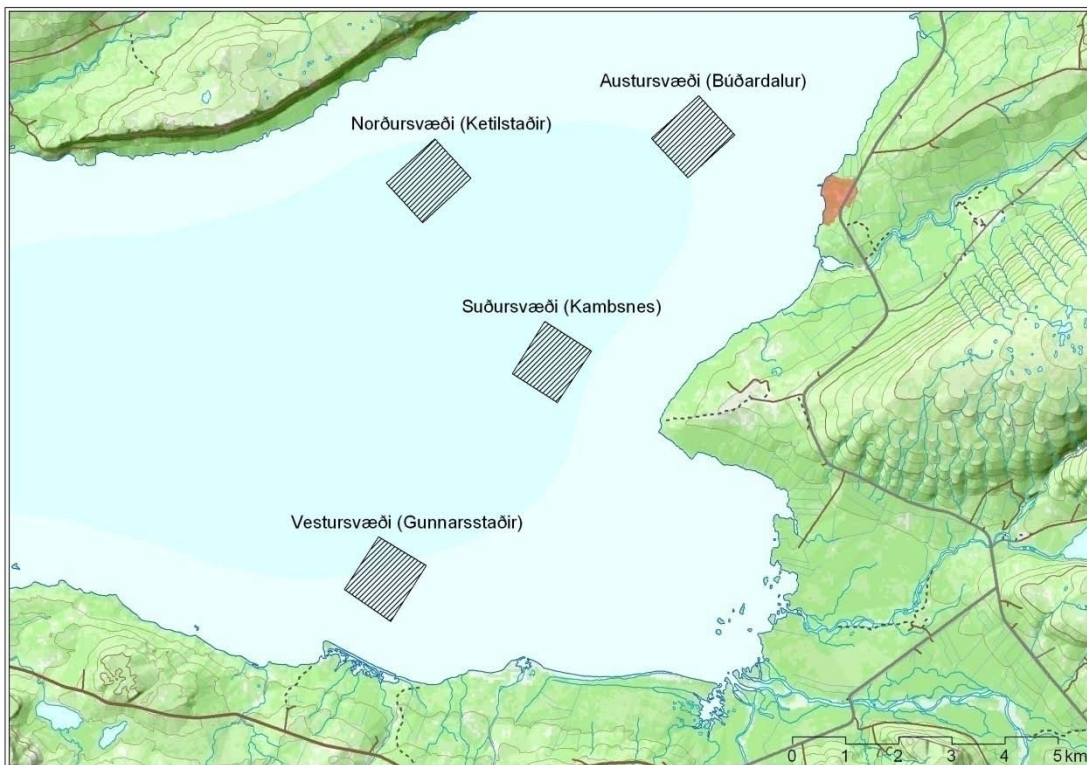 Austursvæði (Búðardalur)
Norðursvæði (Ketilstaðir)
Suðursvæði (Kambsnes)
Vestursvæði (Gunnarsstaðir)
0 1 2 3 4 5 km